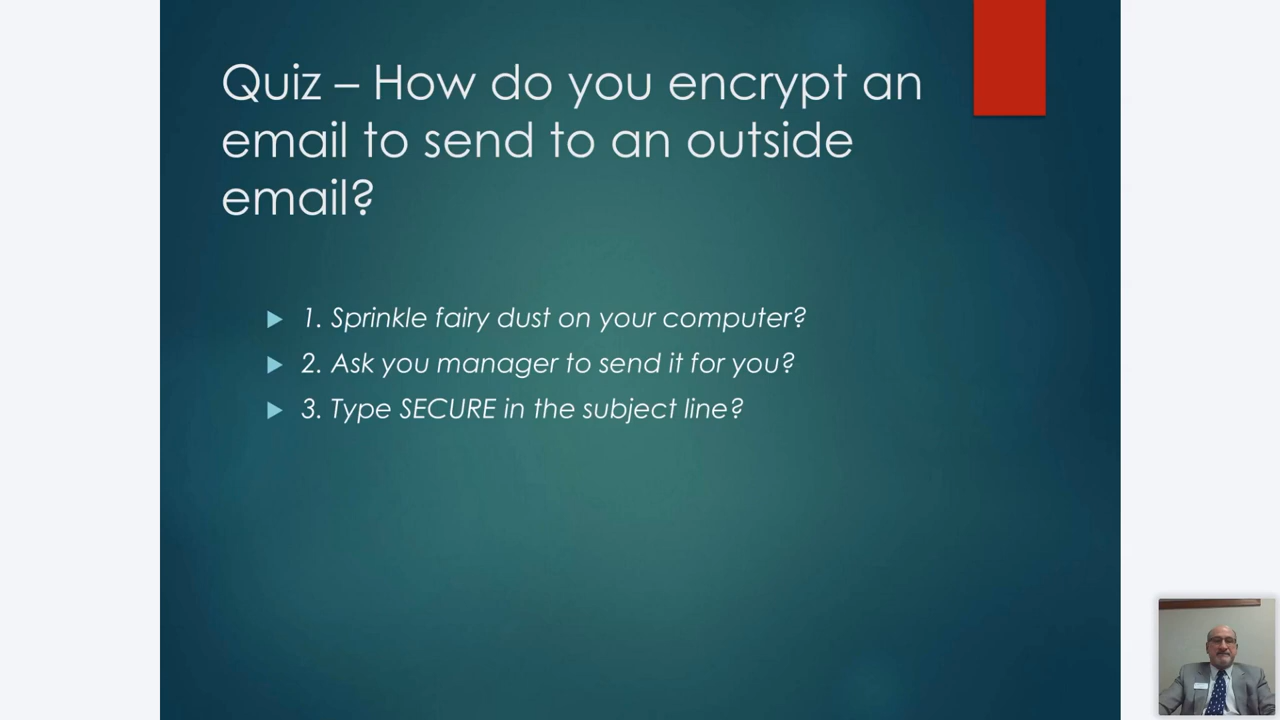 Quiz – How do you encrypt an
email to send to an outside
email?
1. Sprinkle fairy dust on your computer?
2. Ask you manager to send it for you?
3. Type SECURE in the subject line?